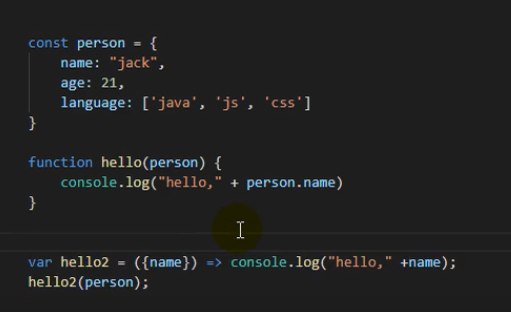 const person = {
name: "jack",
age: 21,
language: ['java', 'js', 'css']
}
function hello(person) {
console.log("hello," + person.name)
}
var hello2 = ({name}) => console.log("hello," +name);
hello2(person);